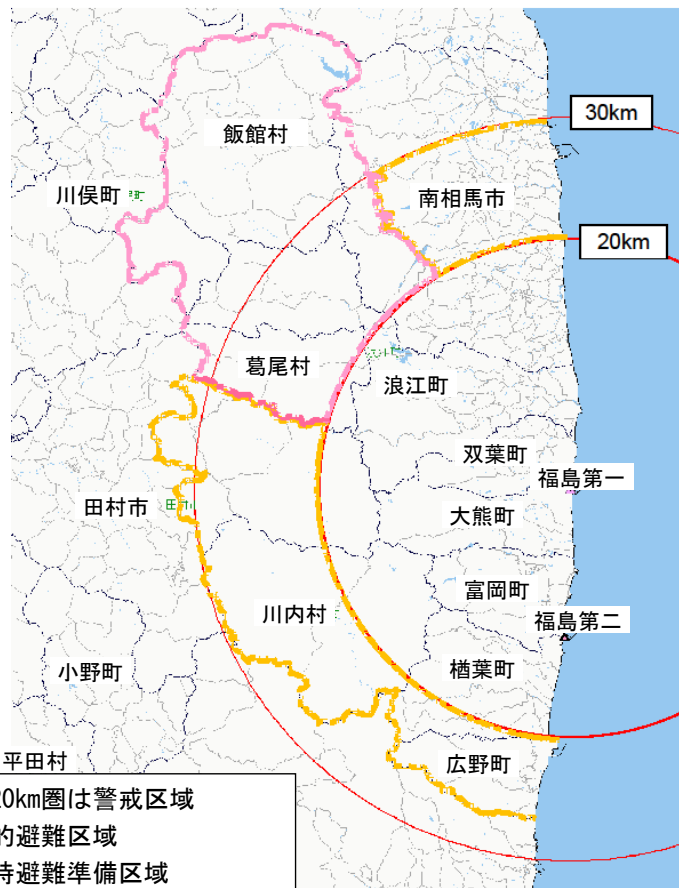 30km
飯舘村
川俣町
南相馬市
20km
葛尾村
浪江町
双葉町
福島第一
田村市
大熊町
富岡町
川内村
福島第二
小野町
楢葉町
平田村
広野町
0km圏は警戒区域
的避難区域
時避難準備区域